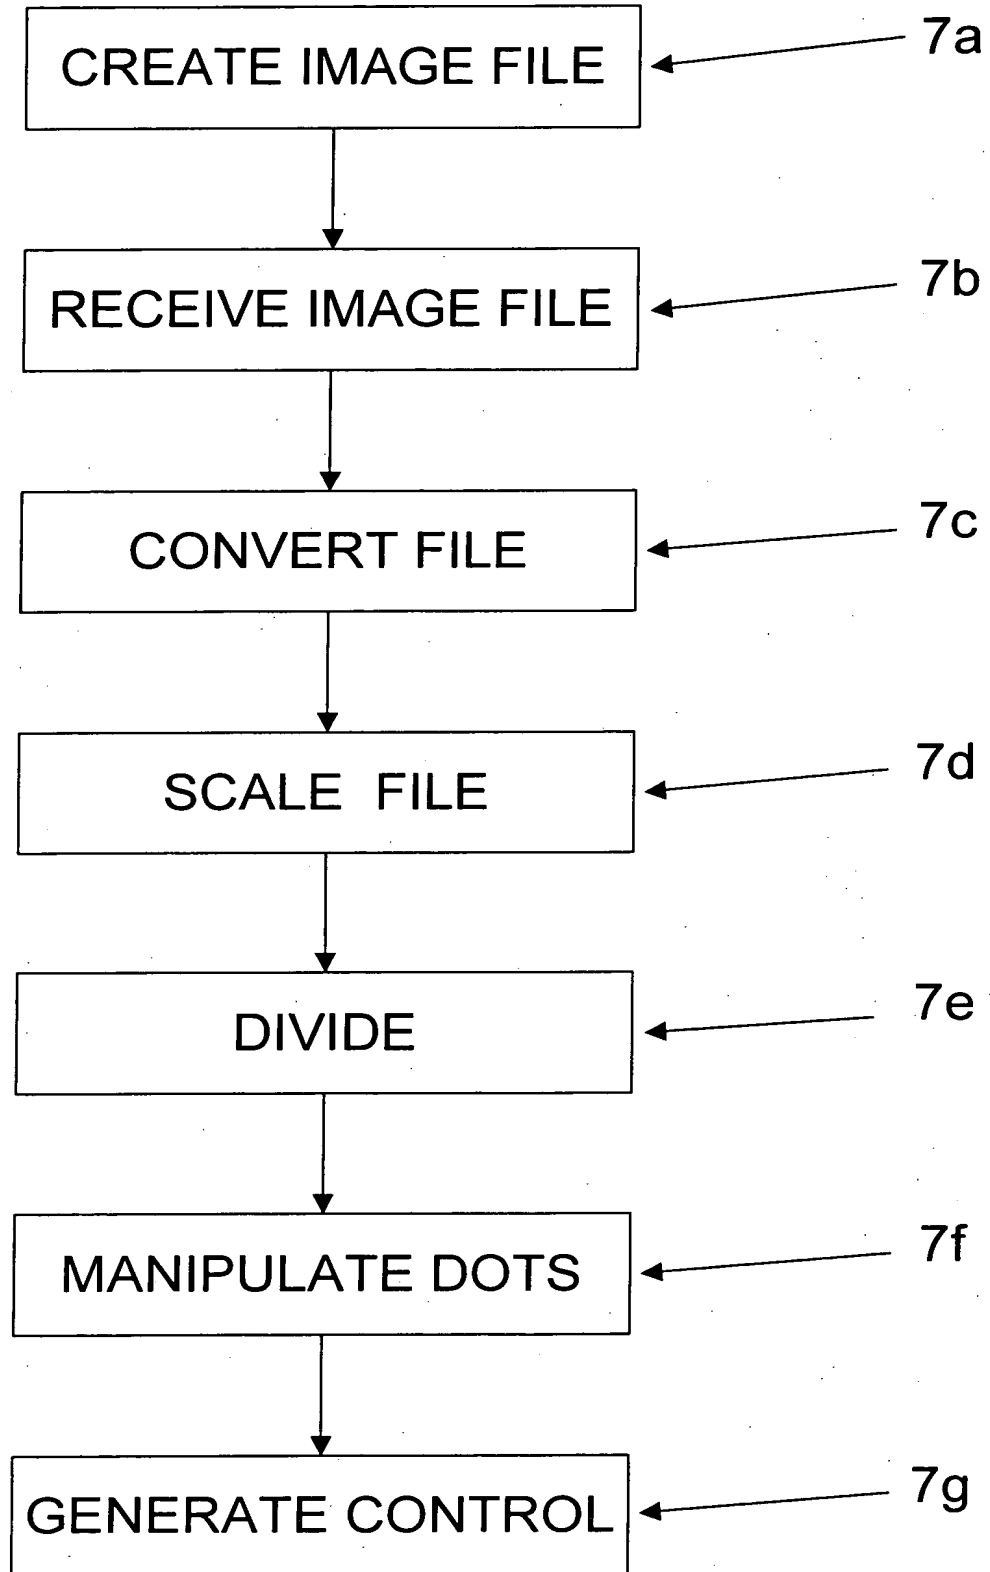 CREATE IMAGE FILE
7a
RECEIVE IMAGE FILE
7b
CONVERT FILE
7c
SCALE FILE
7d
DIVIDE
7e
MANIPULATE DOTS
7f
GENERATE CONTROL
7g